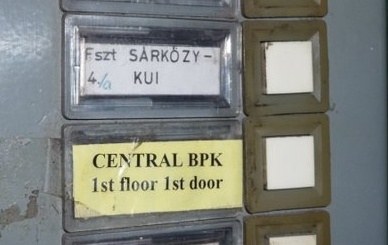 Fszt SÁRKÖZY-
4./a KUI
CENTRAL BPK
1st floor 1st door